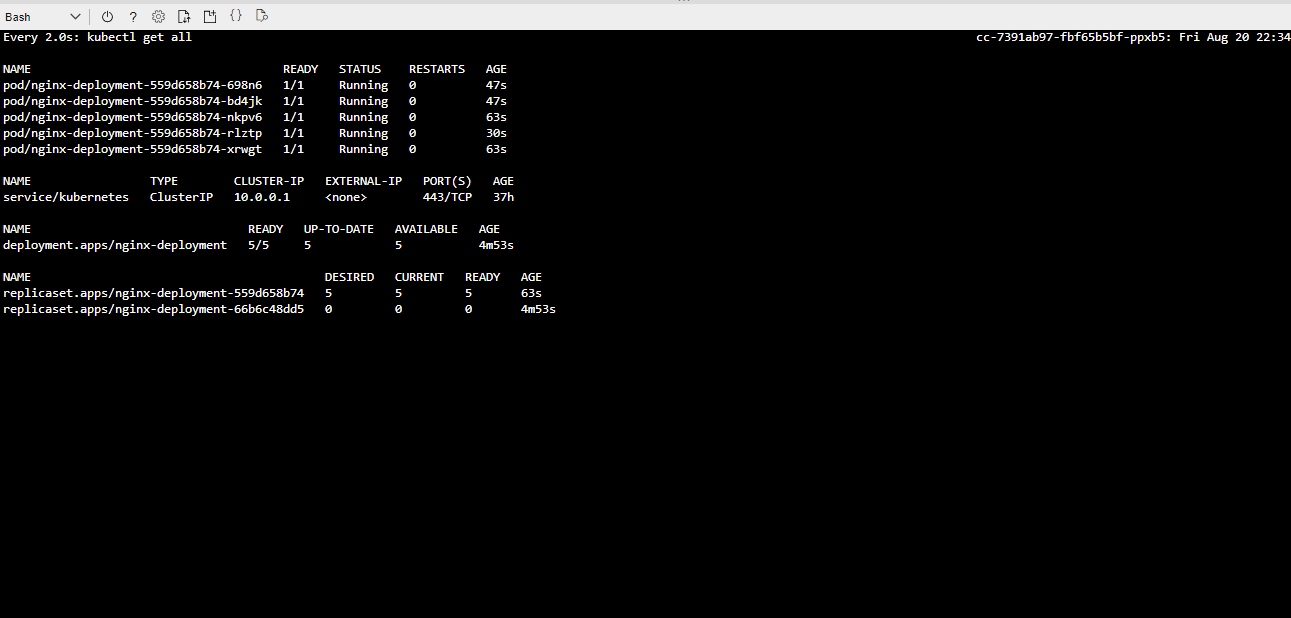 Bash
Every 2.0s: kubectl get all cc-7391ab97-fbf65b5bf-ppxb5: Fri Aug 20 22:34
NAME READY STATUS RESTARTS AGE
pod/nginx-deployment-559d658b74-698n6 1/1 Running 0 47s
pod/nginx-deployment-559d658b74-bd4jk 1/1 Running 0 47s
pod/nginx-deployment-559d658b74-nkpv6 1/1 Running 0 63s
pod/nginx-deployment-559d658b74-rlztp 1/1 Running 0 30s
pod/nginx-deployment-559d658b74-xrwgt 1/1 Running 0 63s
NAME TYPE CLUSTER-IP EXTERNAL-IP PORT(S) AGE
service/kubernetes ClusterIP 10.0.0.1 <none> 443/TCP 37h
NAME READY UP-TO-DATE AVAILABLE AGE
deployment.apps/nginx-deployment 5/5 5 5 4m53s
NAME DESIRED CURRENT READY AGE
replicaset.apps/nginx-deployment-559d658b74 5 5 5 63s
replicaset.apps/nginx-deployment-66b6c48dd5 0 0 0 4m53s